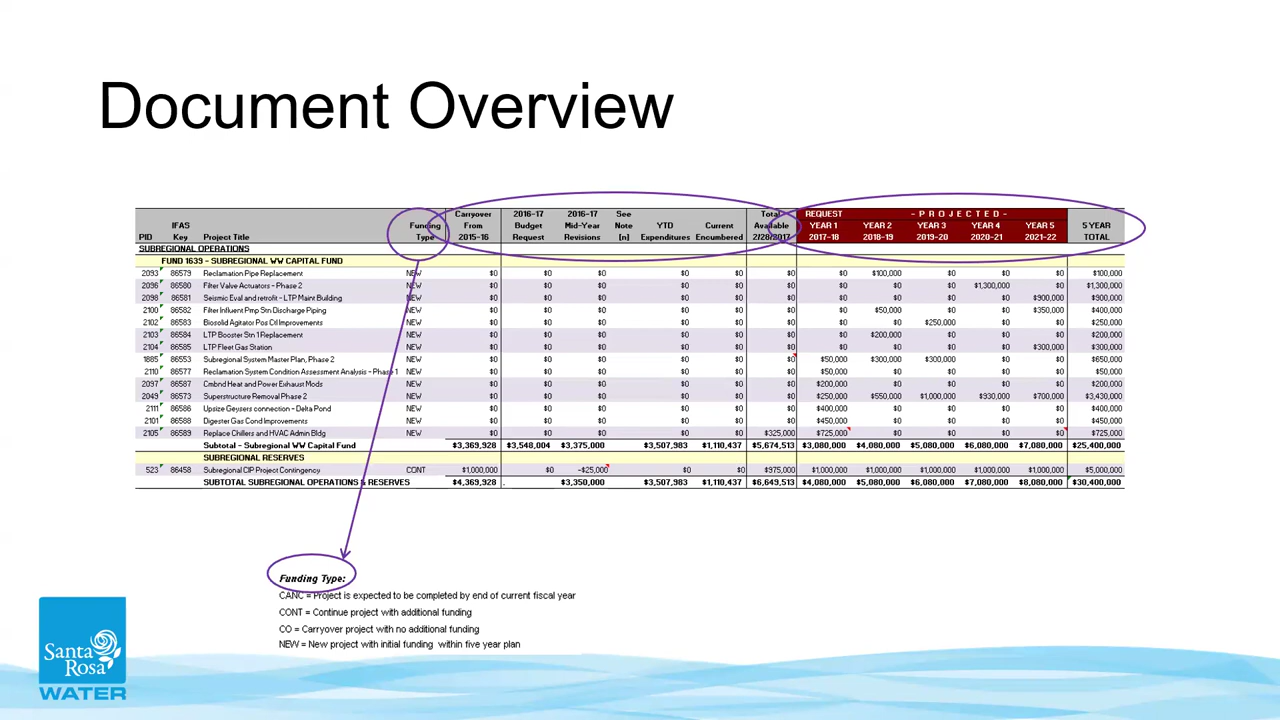 Document Overview
Carryover 2016-17 2016-17 See Total REQUEST - P R O J E C T E D -
IFAS Funding From Budget Mid-Year Note YTD Current Available YEAR 1 YEAR 2 YEAR 3 YEAR 4 YEAR 5 5 YEAR
PID Key Project Title Type 2015-16 Request Revisions [n] Expenditures Encumbered 2/28/2017 2017-18 2018-19 2019-20 2020-21 2021-22 TOTAL
SUBREGIONAL OPERATIONS
FUND 1639 - SUBREGIONAL WW CAPITAL FUND
2093 86579 Reclamation Pipe Replacement NEW $0 $0 $0 $0 $0 $0 $0 $100,000 $0 $0 $0 $100,000
2096 86580 Filter Valve Actuators - Phase 2 NEW $0 $0 $0 $0 $0 $0 $0 $0 $0 $1,300,000 $0 $1,300,000
2098 86581 Seismic Eval and retrofit - LTP Maint Building NEW $0 $0 $0 $0 $0 $0 $0 $0 $0 $0 $900,000 $900,000
2100 86582 Filter Influent Pmp Stn Discharge Piping NEW $0 $0 $0 $0 $0 $0 $0 $50,000 $0 $0 $350,000 $400,000
2102 86583 Biosolid Agitator Pos Crl Improvements NEW $0 $0 $0 $0 $0 $0 $0 $0 $250,000 $0 $0 $250,000
2103 86584 LTP Booster Stn 1 Replacement NEW $0 $0 $0 $0 $0 $0 $0 $200,000 $0 $0 $0 $200,000
2104 86585 LTP Fleet Gas Station NEW $0 $0 $0 $0 $0 $0 $0 $0 $0 $0 $300,000 $300,000
1885 86553 Subregional System Master Plan, Phase 2 NEW $0 $0 $0 $0 $0 $0 $50,000 $300,000 $300,000 $0 $0 $650,000
2110 86577 Reclamation System Condition Assessment Analysis - Phase 1 NEW $0 $0 $0 $0 $0 $0 $50,000 $0 $0 $0 $0 $50,000
2097 86587 Cmbnd Heat and Power Exhaust Mods NEW $0 $0 $0 $0 $0 $0 $200,000 $0 $0 $0 $0 $200,000
2049 86573 Superstructure Removal Phase 2 NEW $0 $0 $0 $0 $0 $0 $250,000 $550,000 $1,000,000 $930,000 $700,000 $3,430,000
2111 86586 Upsize Geysers connection - Delta Pond NEW $0 $0 $0 $0 $0 $0 $400,000 $0 $0 $0 $0 $400,000
2101 86588 Digester Gas Cond Improvements NEW $0 $0 $0 $0 $0 $0 $450,000 $0 $0 $0 $0 $450,000
2105 86589 Replace Chillers and HVAC Admin Bldg NEW $0 $0 $0 $0 $0 $325,000 $725,000 $0 $0 $0 $0 $725,000
Subtotal - Subregional WW Capital Fund $3,369,928 $3,548,004 $3,375,000 $3,507,983 $1,110,437 $5,674,513 $3,080,000 $4,080,000 $5,080,000 $6,080,000 $7,080,000 $25,400,000
SUBREGIONAL RESERVES
523 86458 Subregional CIP Project Contingency CONT $1,000,000 $0 -$25,000 $0 $0 $975,000 $1,000,000 $1,000,000 $1,000,000 $1,000,000 $1,000,000 $5,000,000
SUBTOTAL SUBREGIONAL OPERATIONS & RESERVES $4,369,928 $3,350,000 $3,507,983 $1,110,437 $6,649,513 $4,080,000 $5,080,000 $6,080,000 $7,080,000 $8,080,000 $30,400,000
Funding Type:
CANC = Project is expected to be completed by end of current fiscal year
CONT = Continue project with additional funding
CO = Carryover project with no additional funding
NEW = New project with initial funding within five year plan
Santa
Rosa
WATER